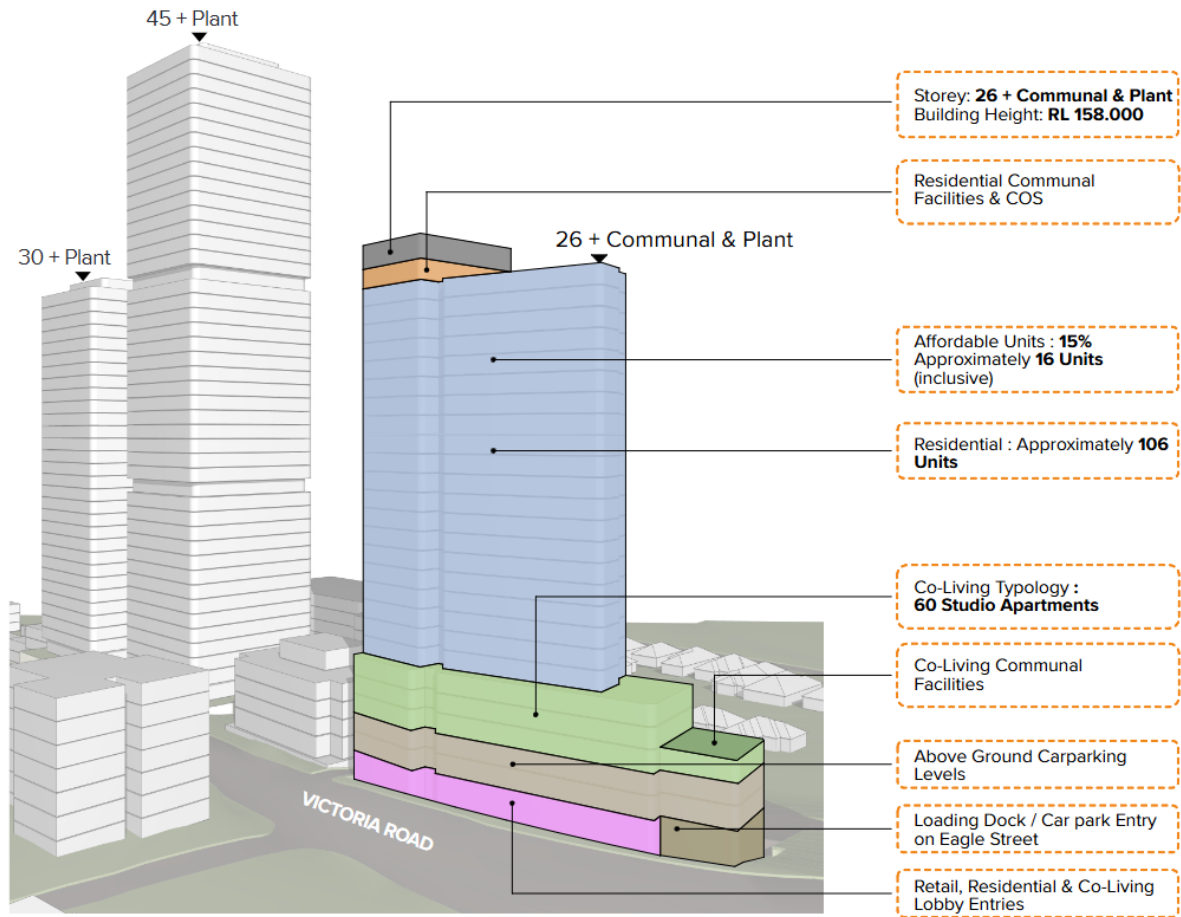 45 + Plant
30 + Plant
26 + Communal & Plant
VICTORIA ROAD
Storey: 26 + Communal & Plant
Building Height: RL 158.000
Residential Communal
Facilities & COS
Affordable Units : 15%
Approximately 16 Units
(inclusive)
Residential : Approximately 106
Units
Co-Living Typology :
60 Studio Apartments
Co-Living Communal
Facilities
Above Ground Carparking
Levels
Loading Dock / Car park Entry
on Eagle Street
Retail, Residential & Co-Living
Lobby Entries